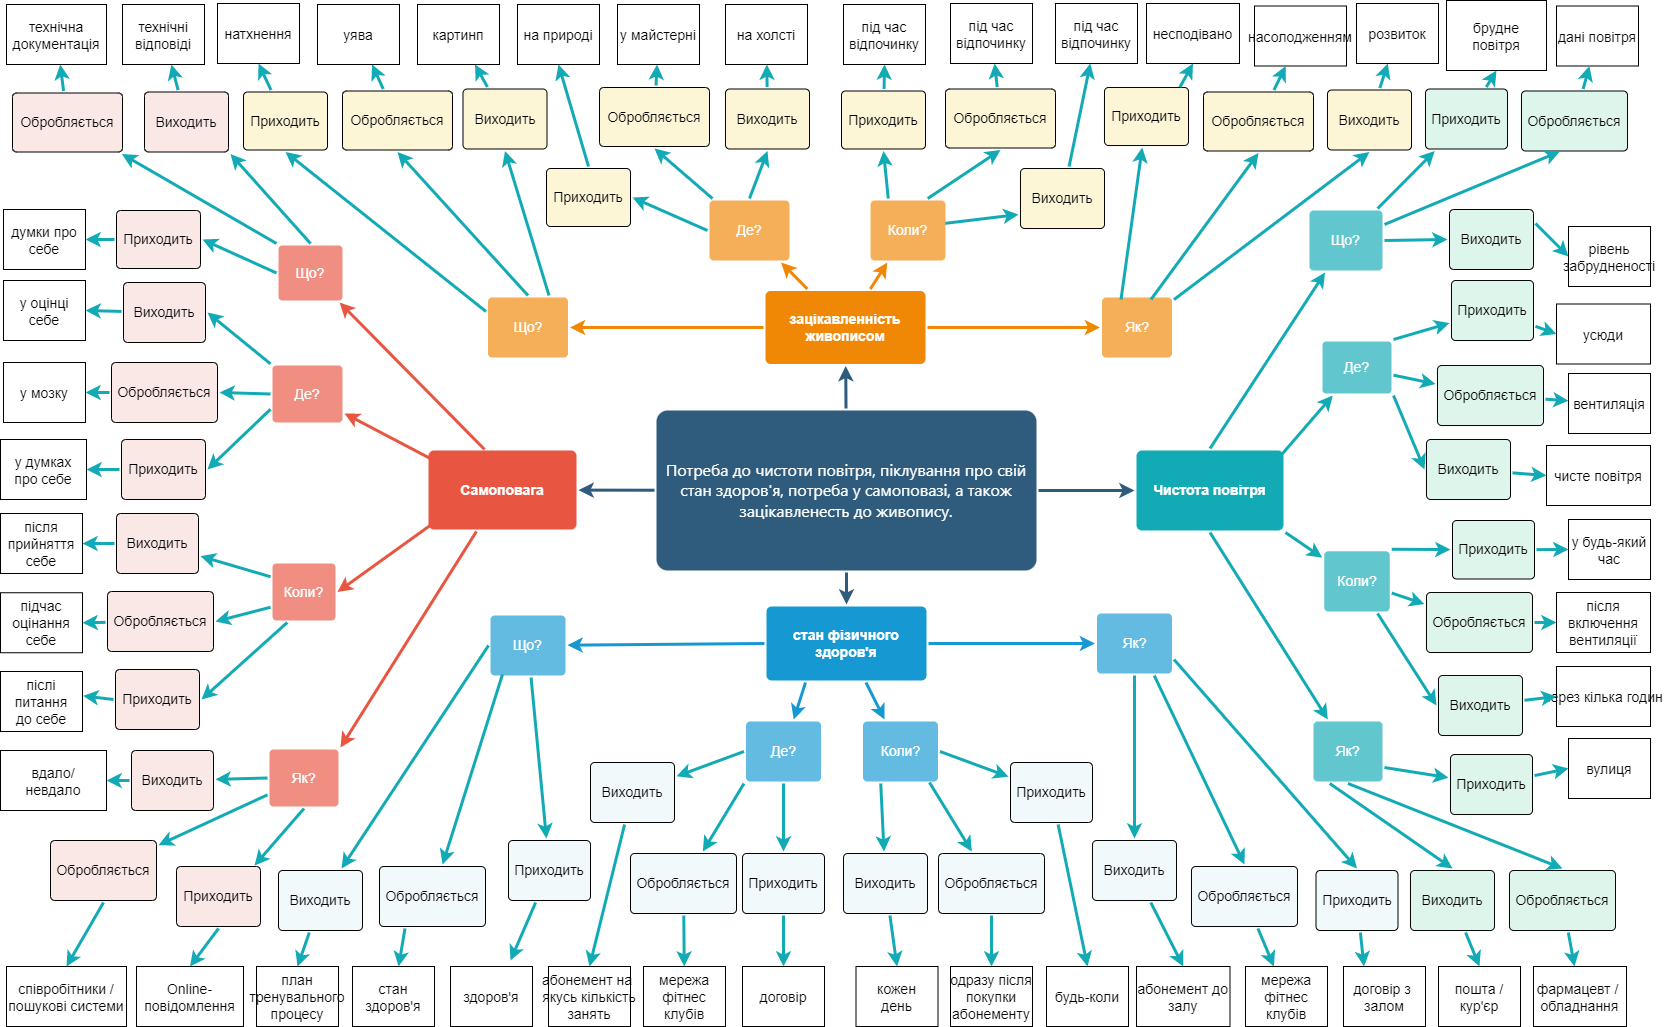 технічна
документація
технічні
відповіді
натхнення
уява
картинп
на природі
у майстерні
на холсті
під час
відпочинку
під час
відпочинку
під час
відпочинку
несподівано
насолодженням
розвиток
брудне
повітря
дані повітря
Обробляється
Виходить
Приходить
Обробляється
Виходить
Обробляється
Виходить
Приходить
Обробляється
Приходить
Обробляється
Виходить
Приходить
Обробляється
Приходить
Виходить
думки про
себе
Приходить
Що?
Де?
Коли?
Що?
Виходить
рівень
забрудненості
у оцінці
себе
Виходить
Що?
зацікавленність
живописом
Як?
Приходить
усюди
у мозку
Обробляється
Де?
Де?
Обробляється
вентиляція
у думках
про себе
Приходить
Самоповага
Потреба до чистоти повітря, піклування про свій
стан здоров'я, потреба у самоповазі, а також
зацікавленесть до живопису.
Чистота повітря
Виходить
чисте повітря
після
прийняття
себе
Виходить
Коли?
Коли?
Приходить
у будь-який
час
підчас
оцінання
себе
Обробляється
Що?
стан фізичного
здоров'я
Як?
Обробляється
після
включення
вентиляції
післі
питання
до себе
Приходить
Виходить
ерез кілька годин
вдало/
невдало
Виходить
Як?
Де?
Коли?
Як?
Приходить
вулиця
Виходить
Приходить
Обробляється
Приходить
Виходить
Обробляється
Приходить
Обробляється
Приходить
Виходить
Обробляється
Виходить
Обробляється
Приходить
Виходить
Обробляється
співробітники /
пошукові системи
Online-
повідомлення
план
тренувального
процесу
стан
здоров'я
здоров'я
абонемент на
якусь кількість
занять
мережа
фітнес
клубів
договір
кожен
день
одразу після
покупки
абонементу
будь-коли
абонемент до
залу
мережа
фітнес
клубів
договір з
залом
пошта /
кур'єр
фармацевт /
обладнання